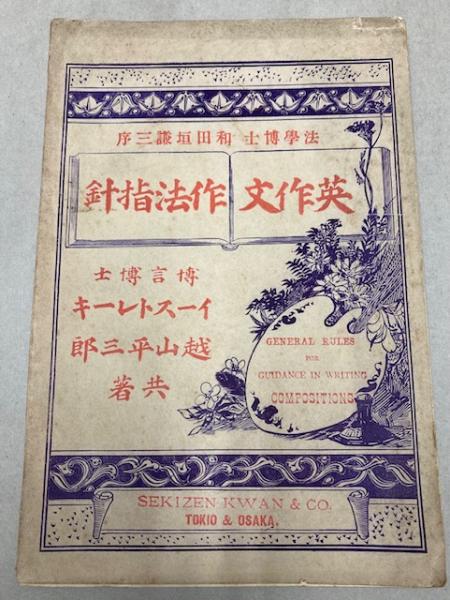 法學博士 和田垣謙三序
英作文作法指針
博言博士
イーストレーキ
越山平三郎
共著
GENERAL RULES
FOR
GUIDANCE IN WRITING
COMPOSITIONS
SEKIZEN KWAN & CO.
TOKIO & OSAKA.